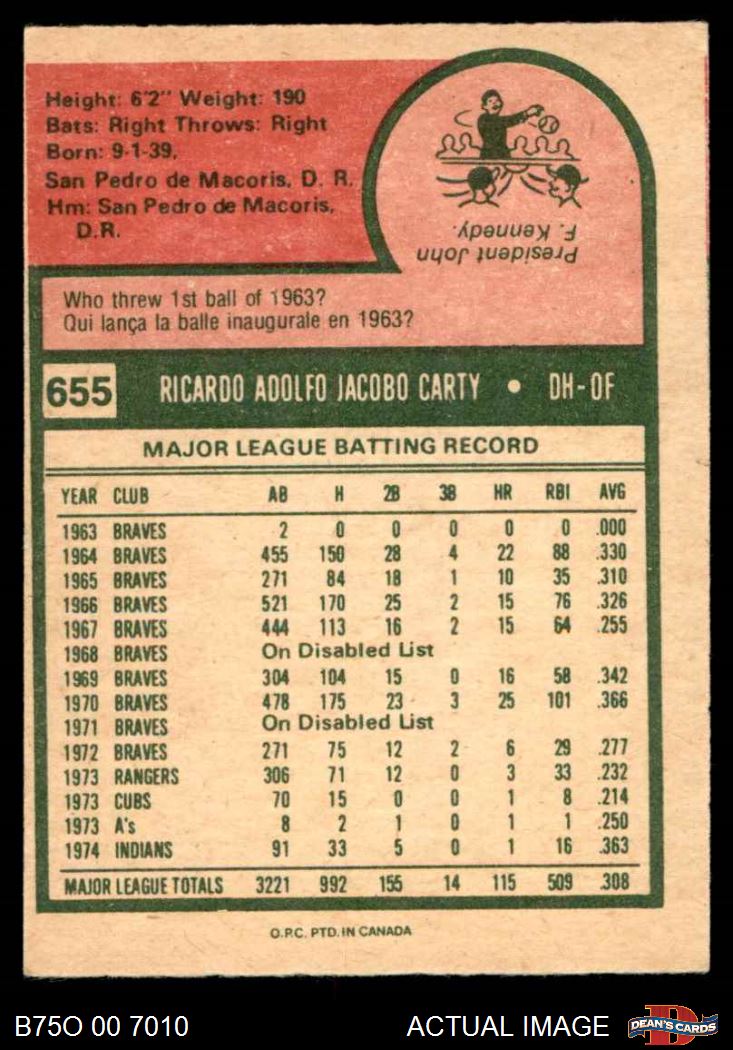 Height: 6'2" Weight: 190
Bats: Right Throws: Right
Born: 9-1-39,
San Pedro de Macoris, D. R.
Hm: San Pedro de Macoris,
D.R.
President John
F. Kennedy.
Who threw 1st ball of 1963?
Qui lança la balle inaugurale en 1963?
655 RICARDO ADOLFO JACOBO CARTY • DH-OF
MAJOR LEAGUE BATTING RECORD
YEAR CLUB AB H 2B 3B HR RBI AVG
1963 BRAVES 2 0 0 0 0 0 .000
1964 BRAVES 455 150 28 4 22 88 .330
1965 BRAVES 271 84 18 1 10 35 .310
1966 BRAVES 521 170 25 2 15 76 .326
1967 BRAVES 444 113 16 2 15 64 .255
1968 BRAVES On Disabled List
1969 BRAVES 304 104 15 0 16 58 .342
1970 BRAVES 478 175 23 3 25 101 .366
1971 BRAVES On Disabled List
1972 BRAVES 271 75 12 2 6 29 .277
1973 RANGERS 306 71 12 0 3 33 .232
1973 CUBS 70 15 0 0 1 8 .214
1973 A's 8 2 1 0 1 1 .250
1974 INDIANS 91 33 5 0 1 16 .363
MAJOR LEAGUE TOTALS 3221 992 155 14 115 509 .308
O.P.C. PTD. IN CANADA
B75O 00 7010 ACTUAL IMAGE D DEAN'S CARDS